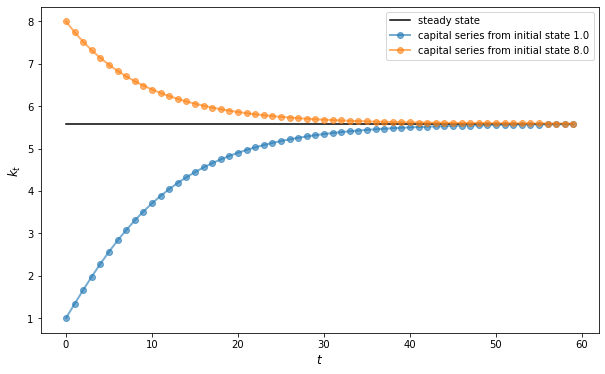 steady state
capital series from initial state 1.0
capital series from initial state 8.0
8
7
6
5
4
3
2
1
kt
0 10 20 30 40 50 60
t